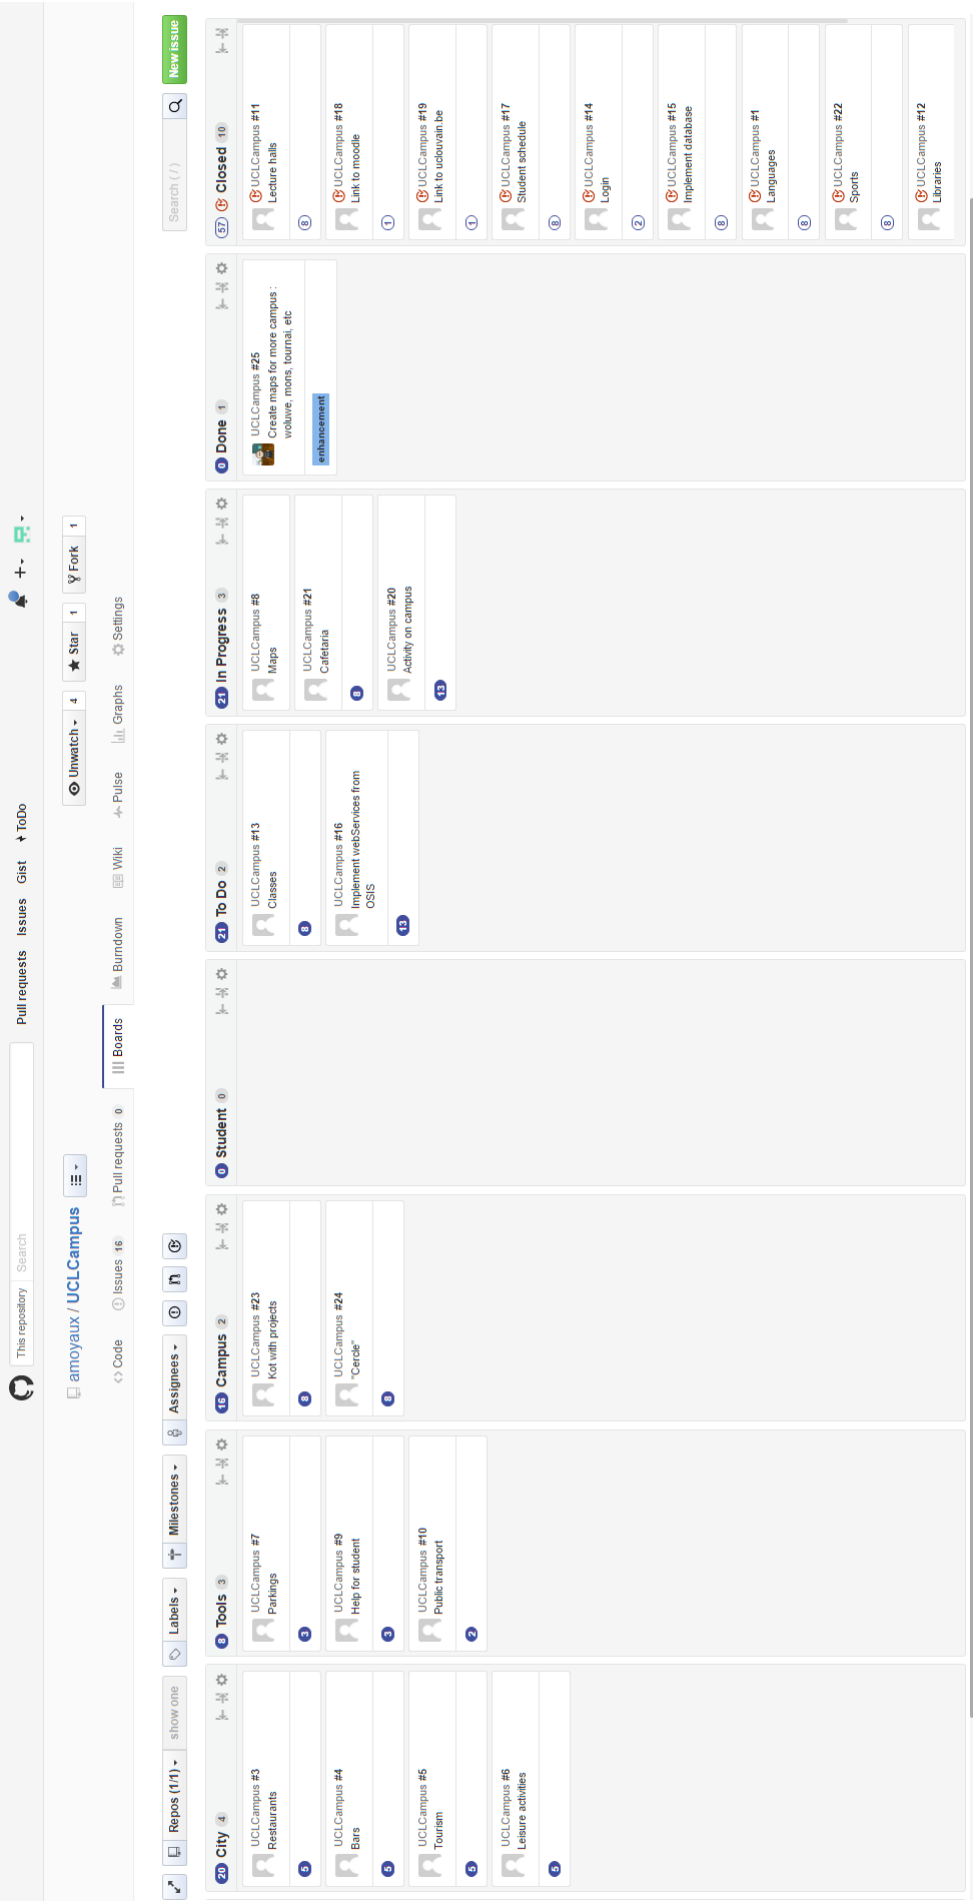 This repository Search Pull requests Issues Gist ToDo
amoyaux / UCLCampus Unwatch 4 Star 1 Fork 1
Code Issues 16 Pull requests 0 Boards Burndown Wiki Pulse Graphs Settings
Repos (1/1) show one Labels Milestones Assignees Search ( / ) New issue
20 City 4
UCLCampus #3
Restaurants
5
UCLCampus #4
Bars
5
UCLCampus #5
Tourism
5
UCLCampus #6
Leisure activities
5
8 Tools 3
UCLCampus #7
Parkings
3
UCLCampus #9
Help for student
3
UCLCampus #10
Public transport
2
16 Campus 2
UCLCampus #23
Kot with projects
8
UCLCampus #24
"Cercle"
8
0 Student 0
21 To Do 2
UCLCampus #13
Classes
8
UCLCampus #16
Implement webServices from
OSIS
13
21 In Progress 3
UCLCampus #8
Maps
UCLCampus #21
Cafetaria
8
UCLCampus #20
Activity on campus
13
0 Done 1
UCLCampus #25
Create maps for more campus :
woluwe, mons, tournai, etc
enhancement
57 Closed 10
UCLCampus #11
Lecture halls
8
UCLCampus #18
Link to moodle
1
UCLCampus #19
Link to uclouvain.be
1
UCLCampus #17
Student schedule
8
UCLCampus #14
Login
2
UCLCampus #15
Implement database
8
UCLCampus #1
Languages
8
UCLCampus #22
Sports
8
UCLCampus #12
Libraries